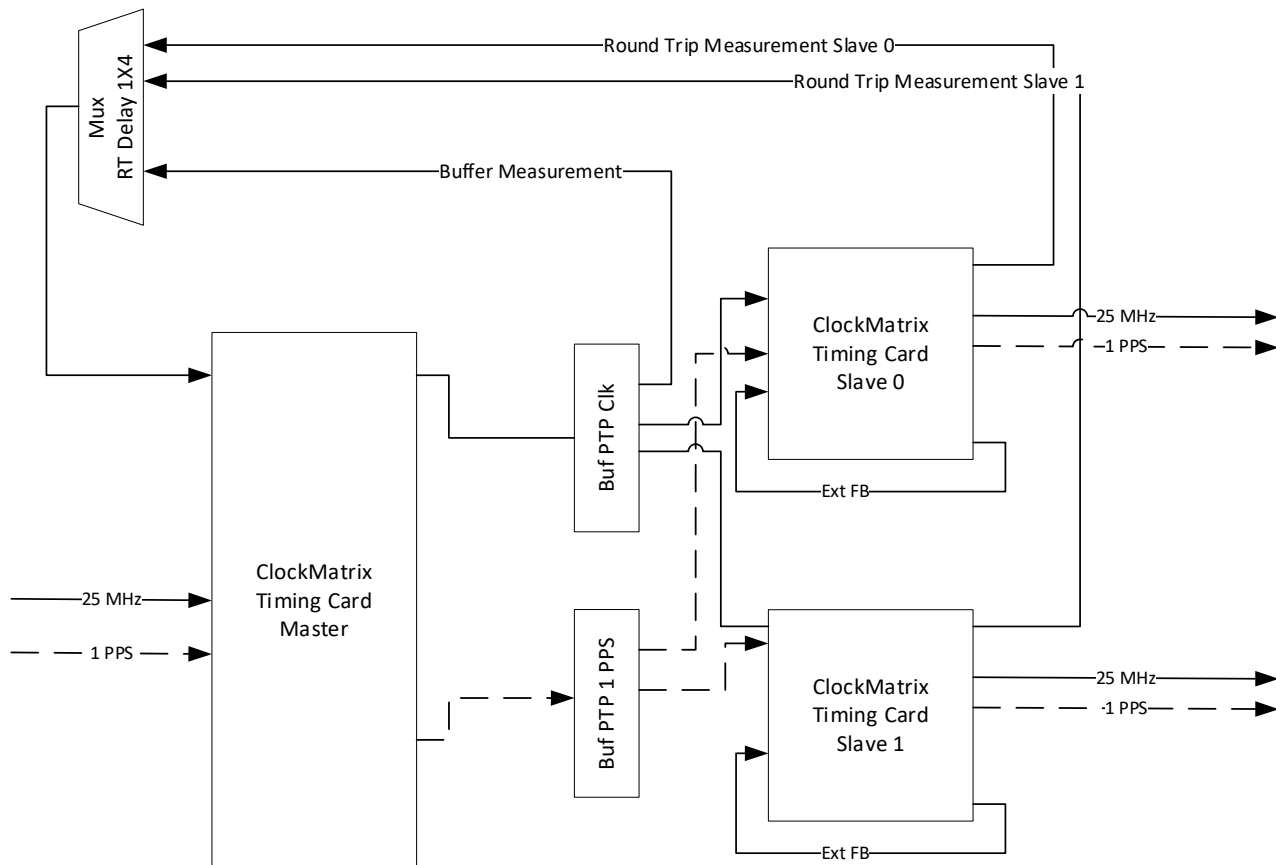 Round Trip Measurement Slave 0
Round Trip Measurement Slave 1
Mux
RT Delay 1X4
Buffer Measurement
ClockMatrix
Timing Card
Slave 0
25 MHz
1 PPS
Ext FB
Buf PTP Clk
ClockMatrix
Timing Card
Master
25 MHz
1 PPS
Buf PTP 1 PPS
ClockMatrix
Timing Card
Slave 1
25 MHz
1 PPS
Ext FB